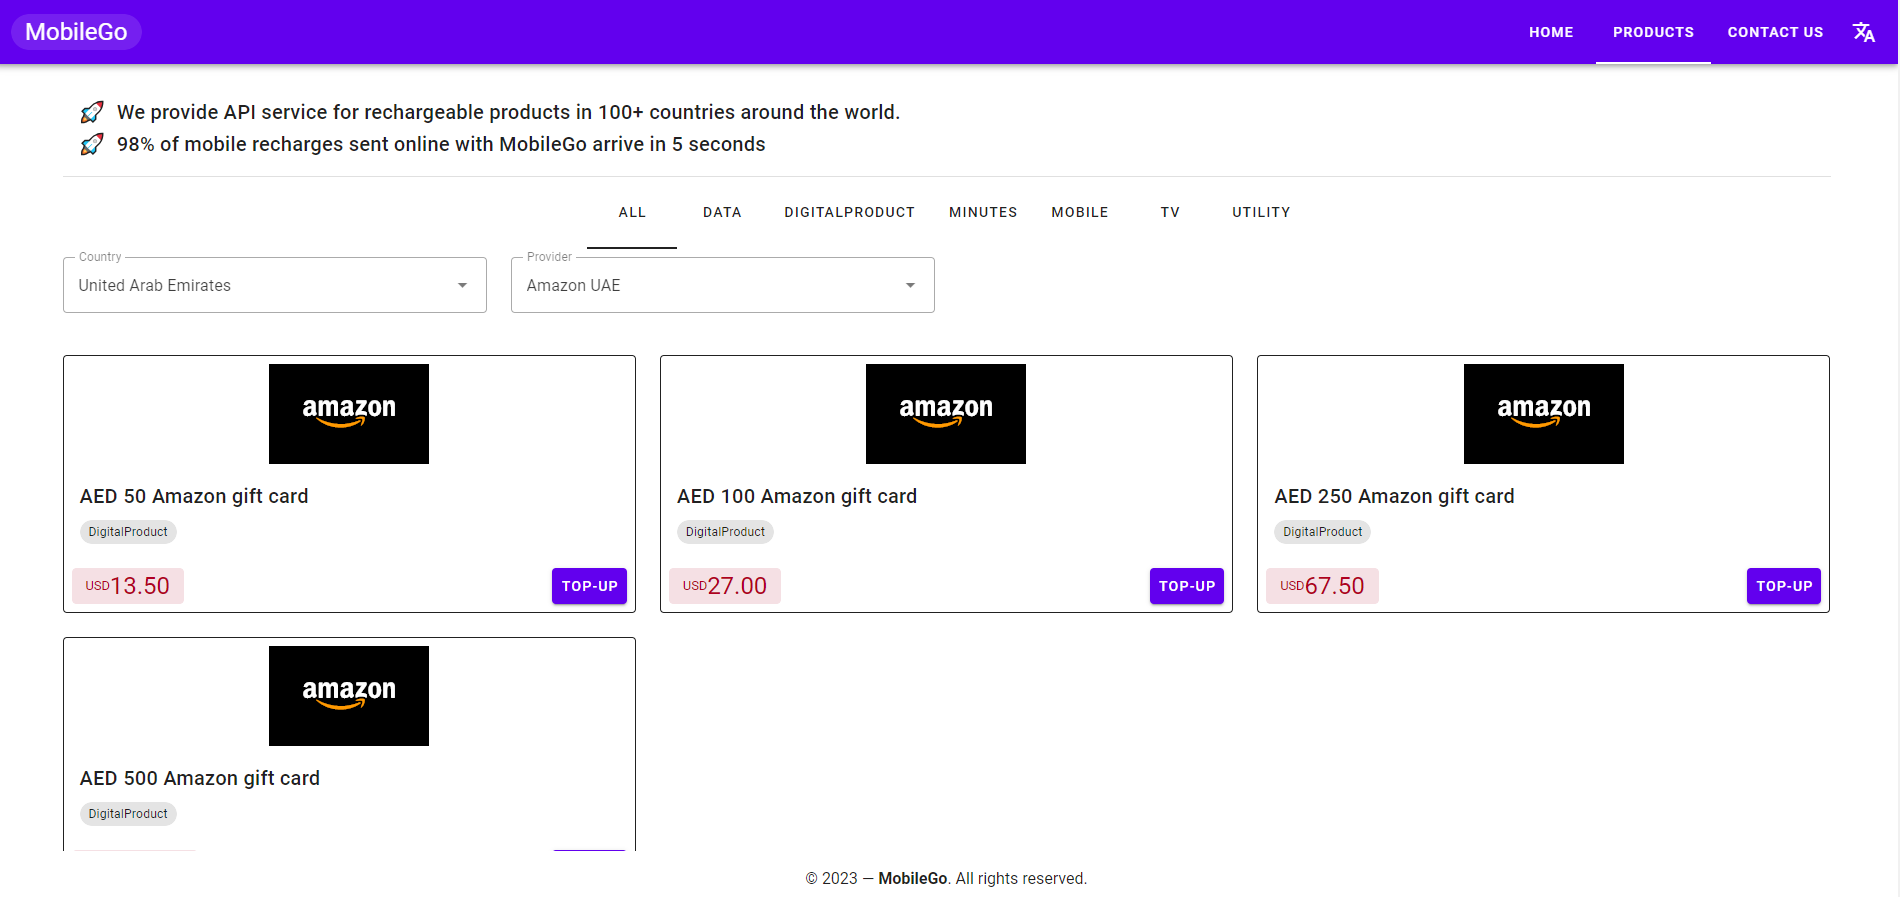 MobileGo
HOME
PRODUCTS
CONTACT US
We provide API service for rechargeable products in 100+ countries around the world.
98% of mobile recharges sent online with MobileGo arrive in 5 seconds
ALL
DATA
DIGITALPRODUCT
MINUTES
MOBILE
TV
UTILITY
Country
United Arab Emirates
Provider
Amazon UAE
amazon
AED 50 Amazon gift card
DigitalProduct
USD13.50
TOP-UP
amazon
AED 100 Amazon gift card
DigitalProduct
USD27.00
TOP-UP
amazon
AED 250 Amazon gift card
DigitalProduct
USD67.50
TOP-UP
amazon
AED 500 Amazon gift card
DigitalProduct
© 2023 — MobileGo. All rights reserved.